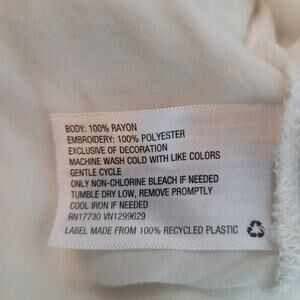 BODY: 100% RAYON
EMBROIDERY: 100% POLYESTER
EXCLUSIVE OF DECORATION
MACHINE WASH COLD WITH LIKE COLORS
GENTLE CYCLE
ONLY NON-CHLORINE BLEACH IF NEEDED
TUMBLE DRY LOW, REMOVE PROMPTLY
COOL IRON IF NEEDED
RN17730 VN1299629
LABEL MADE FROM 100% RECYCLED PLASTIC